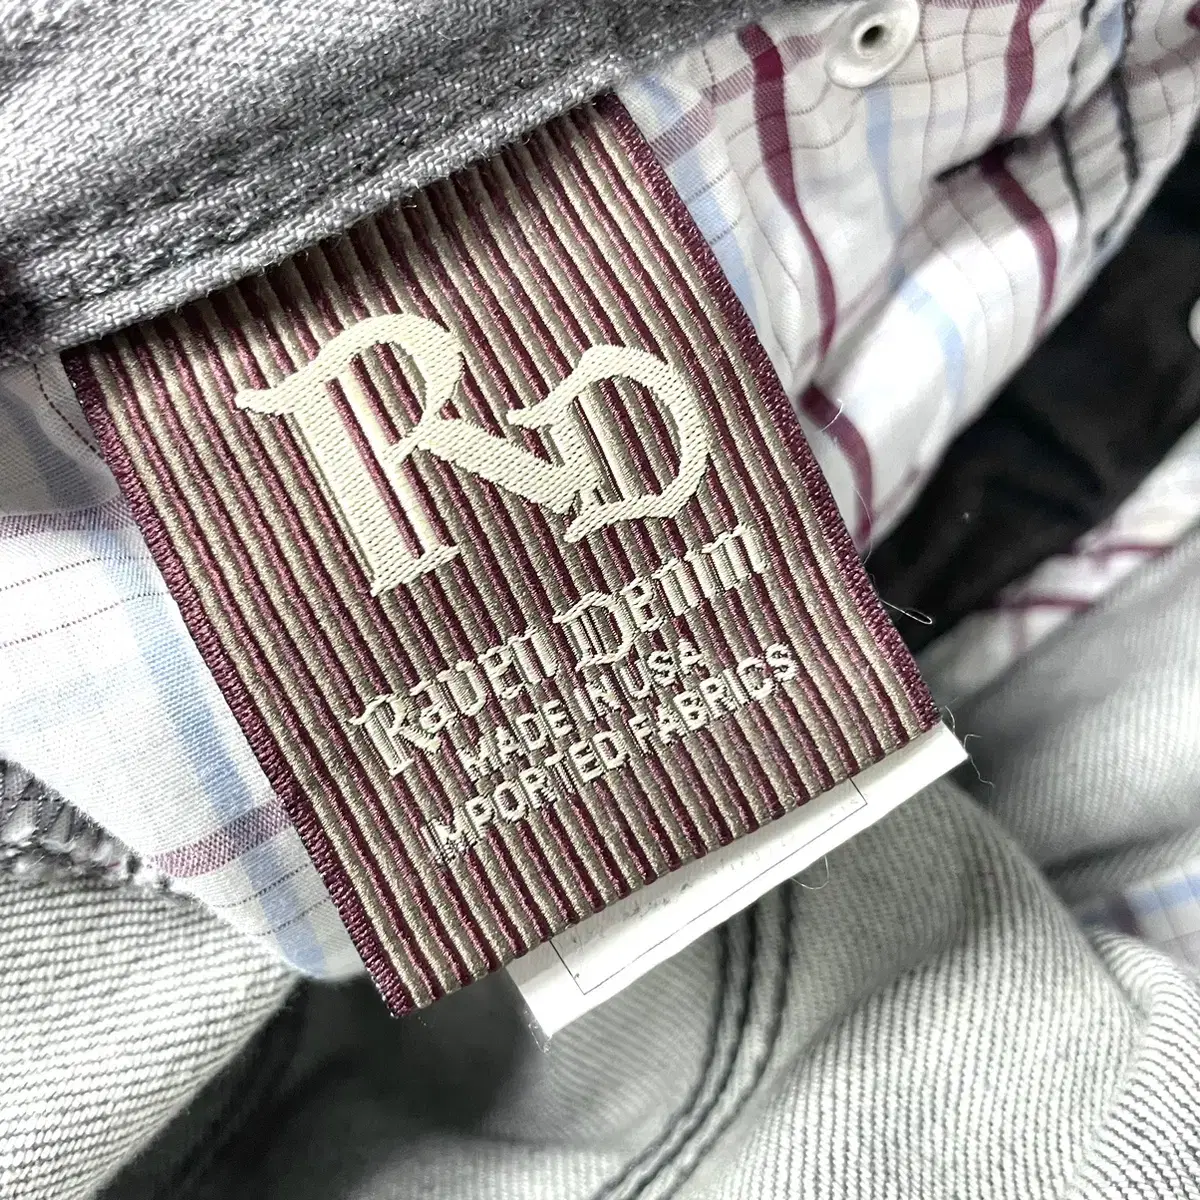 RD
Raven Denim
MADE IN USA
IMPORTED FABRICS